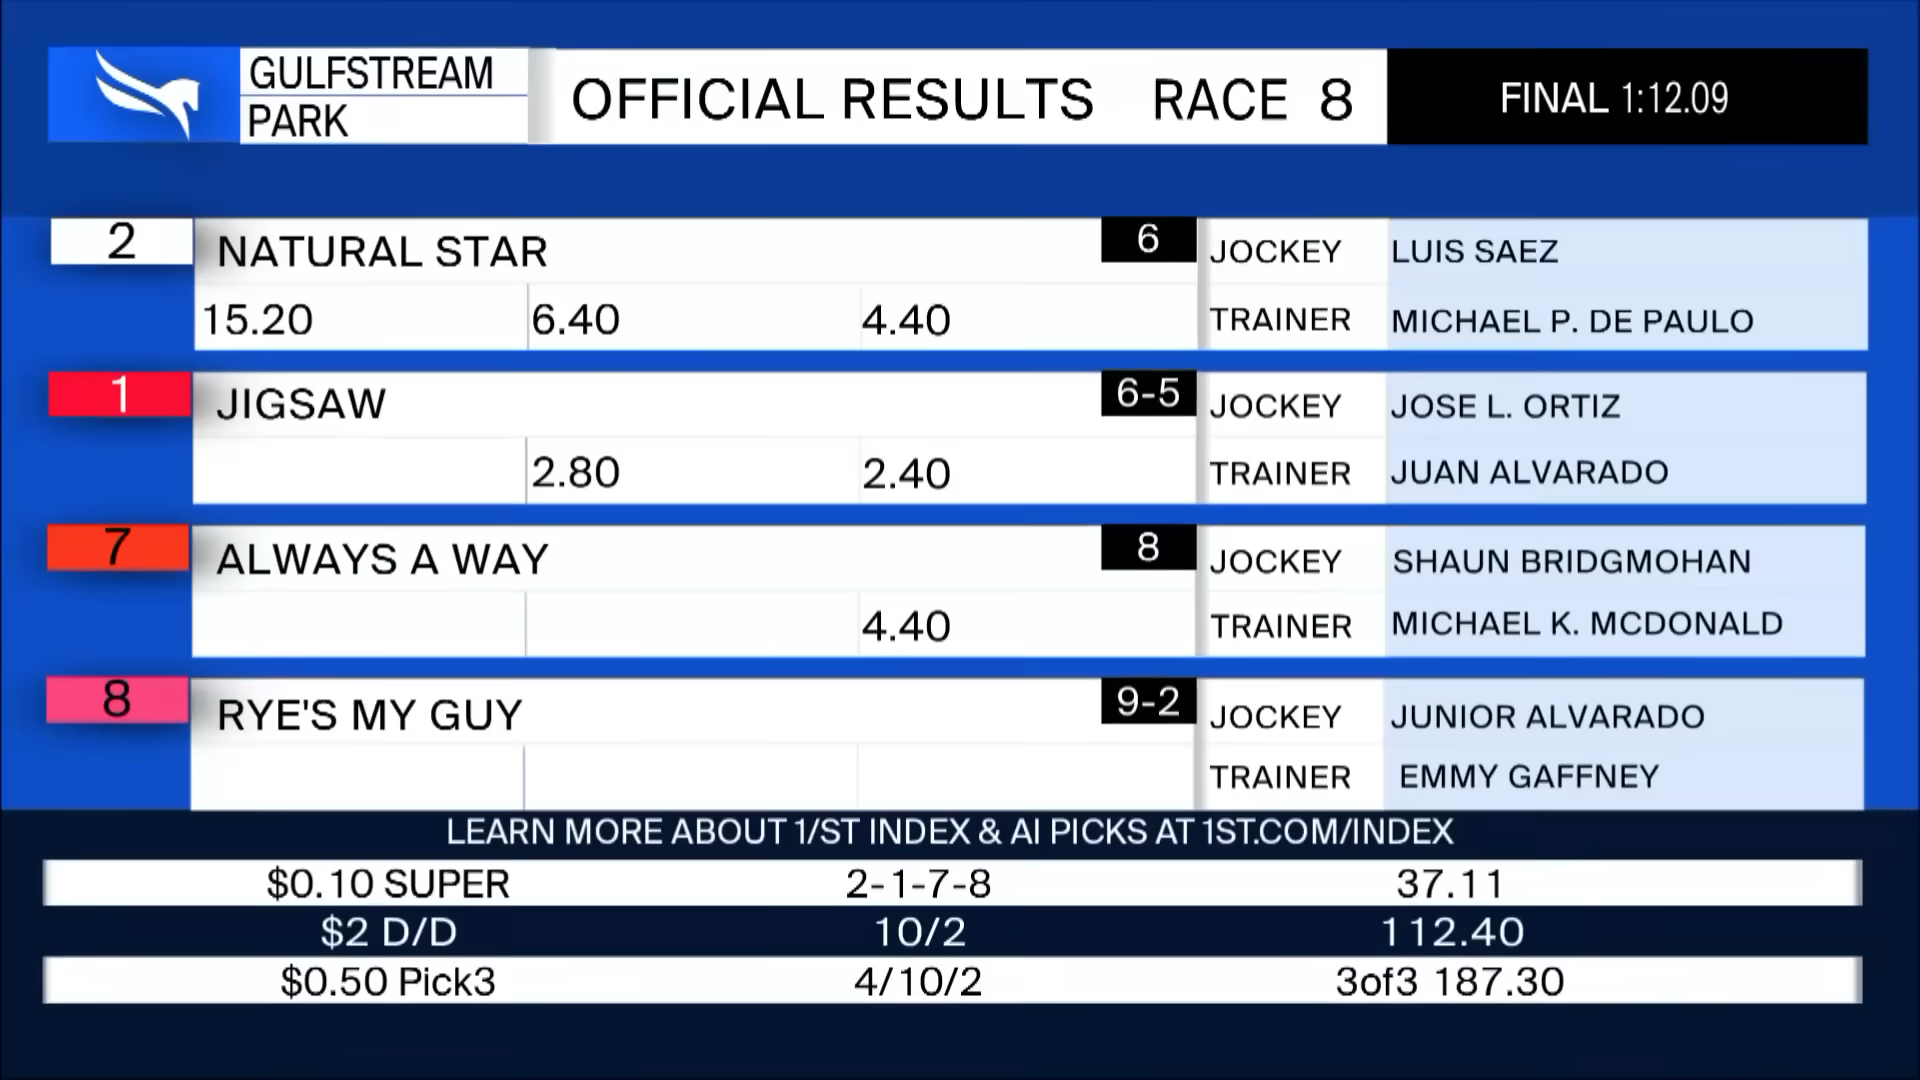 GULFSTREAM
PARK
OFFICIAL RESULTS RACE 8
FINAL 1:12.09
2 NATURAL STAR 6 JOCKEY LUIS SAEZ
15.20 6.40 4.40 TRAINER MICHAEL P. DE PAULO
1 JIGSAW 6-5 JOCKEY JOSE L. ORTIZ
2.80 2.40 TRAINER JUAN ALVARADO
7 ALWAYS A WAY 8 JOCKEY SHAUN BRIDGMOHAN
4.40 TRAINER MICHAEL K. MCDONALD
8 RYE'S MY GUY 9-2 JOCKEY JUNIOR ALVARADO
TRAINER EMMY GAFFNEY
LEARN MORE ABOUT 1/ST INDEX & AI PICKS AT 1ST.COM/INDEX
$0.10 SUPER 2-1-7-8 37.11
$2 D/D 10/2 112.40
$0.50 Pick3 4/10/2 3of3 187.30